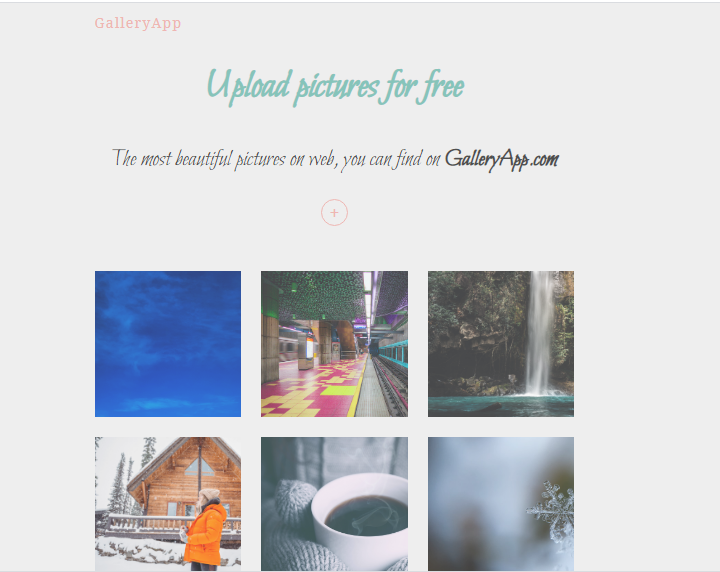 GalleryApp
Upload pictures for free
The most beautiful pictures on web, you can find on GalleryApp.com
+